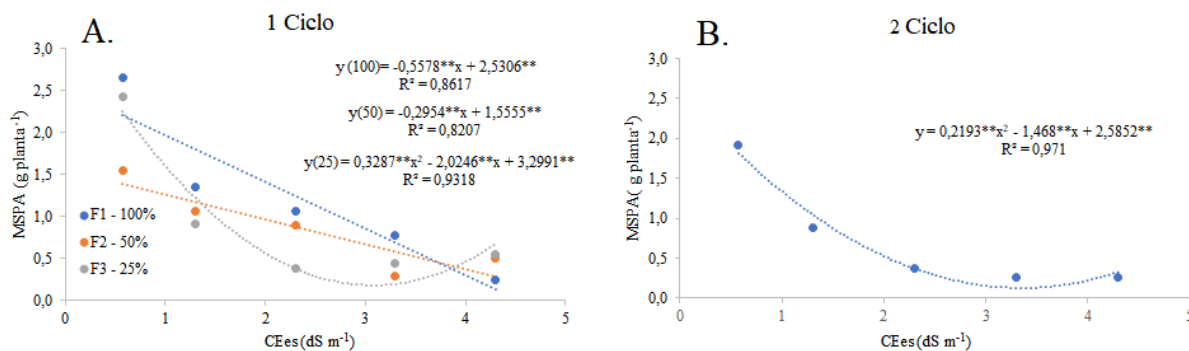 A.
1 Ciclo
3,0
2,5
2,0
1,5
1,0
0,5
0,0
MSPA (g planta⁻¹)
y (100)= -0,5578**x + 2,5306**
R² = 0,8617
y(50) = -0,2954**x + 1,5555**
R² = 0,8207
y(25) = 0,3287**x² - 2,0246**x + 3,2991**
R² = 0,9318
F1 - 100%
F2 - 50%
F3 - 25%
0 1 2 3 4 5
CEes (dS m⁻¹)
B.
2 Ciclo
3,0
2,5
2,0
1,5
1,0
0,5
0,0
MSPA( g planta⁻¹)
y = 0,2193**x² - 1,468**x + 2,5852**
R² = 0,971
0 1 2 3 4 5
CEes (dS m⁻¹)